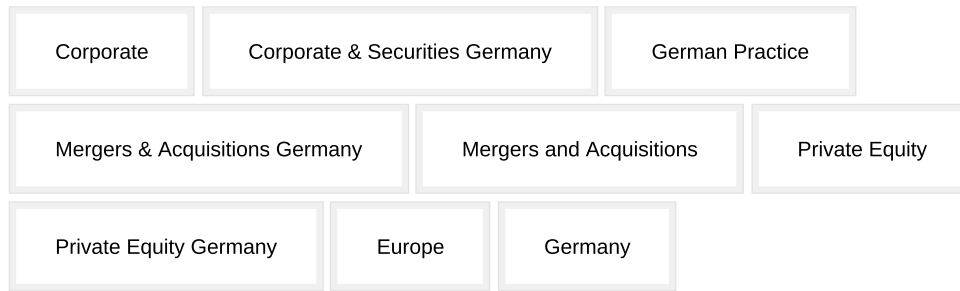 Corporate Corporate & Securities Germany German Practice
Mergers & Acquisitions Germany Mergers and Acquisitions Private Equity
Private Equity Germany Europe Germany